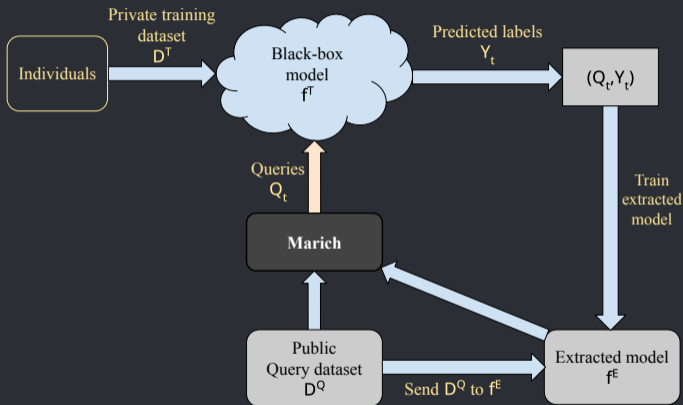 Private training
dataset
D^T
Individuals
Black-box
model
f^T
Predicted labels
Y_t
(Q_t,Y_t)
Queries
Q_t
Train
extracted
model
Marich
Public
Query dataset
D^Q
Send D^Q to f^E
Extracted model
f^E